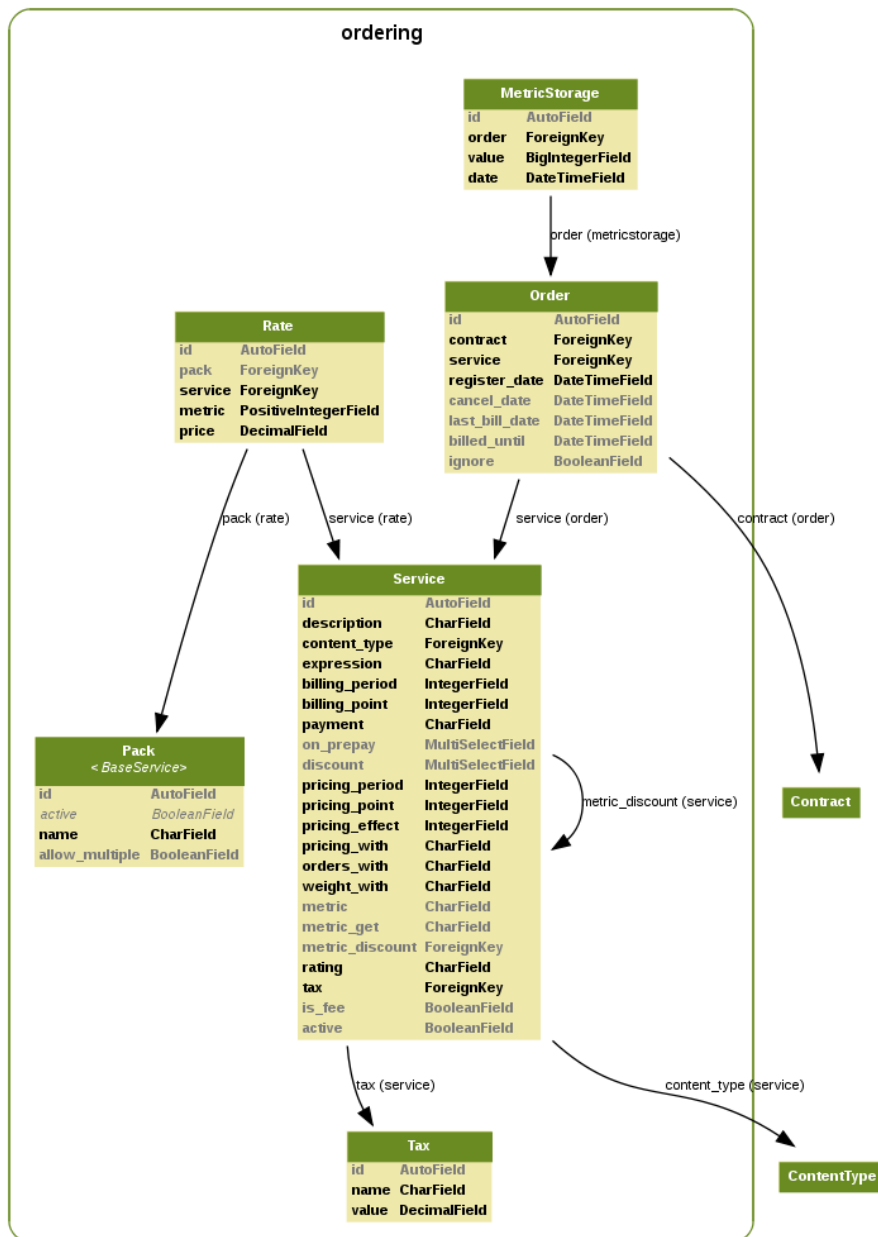 ordering
MetricStorage
id AutoField
order ForeignKey
value BigIntegerField
date DateTimeField
order (metricstorage)
Order
id AutoField
contract ForeignKey
service ForeignKey
register_date DateTimeField
cancel_date DateTimeField
last_bill_date DateTimeField
billed_until DateTimeField
ignore BooleanField
Rate
id AutoField
pack ForeignKey
service ForeignKey
metric PositiveIntegerField
price DecimalField
pack (rate)
service (rate)
service (order)
contract (order)
Service
id AutoField
description CharField
content_type ForeignKey
expression CharField
billing_period IntegerField
billing_point IntegerField
payment CharField
on_prepay MultiSelectField
discount MultiSelectField
pricing_period IntegerField
pricing_point IntegerField
pricing_effect IntegerField
pricing_with CharField
orders_with CharField
weight_with CharField
metric CharField
metric_get CharField
metric_discount ForeignKey
rating CharField
tax ForeignKey
is_fee BooleanField
active BooleanField
metric_discount (service)
Pack
< BaseService>
id AutoField
active BooleanField
name CharField
allow_multiple BooleanField
Contract
tax (service)
content_type (service)
Tax
id AutoField
name CharField
value DecimalField
ContentType